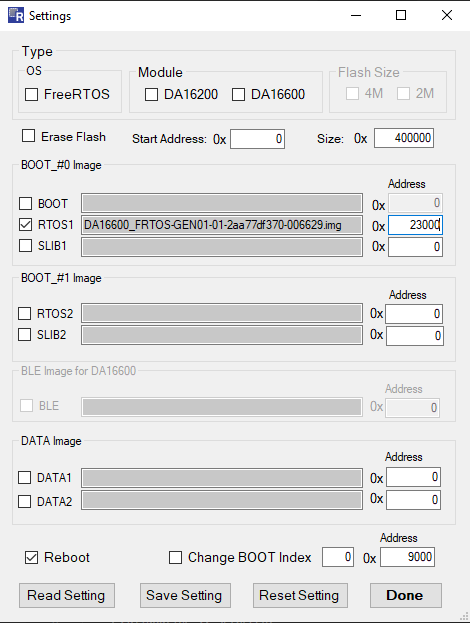 R Settings
Type
OS
FreeRTOS
Module
DA16200 DA16600
Flash Size
4M 2M
Erase Flash Start Address: 0x 0 Size: 0x 400000
BOOT_#0 Image
Address
BOOT 0x 0
RTOS1 DA16600_FRTOS-GEN01-01-2aa77df370-006629.img 0x 23000
SLIB1 0x 0
BOOT_#1 Image
Address
RTOS2 0x 0
SLIB2 0x 0
BLE Image for DA16600
Address
BLE 0x 0
DATA Image
Address
DATA1 0x 0
DATA2 0x 0
Address
Reboot Change BOOT Index 0 0x 9000
Read Setting Save Setting Reset Setting Done